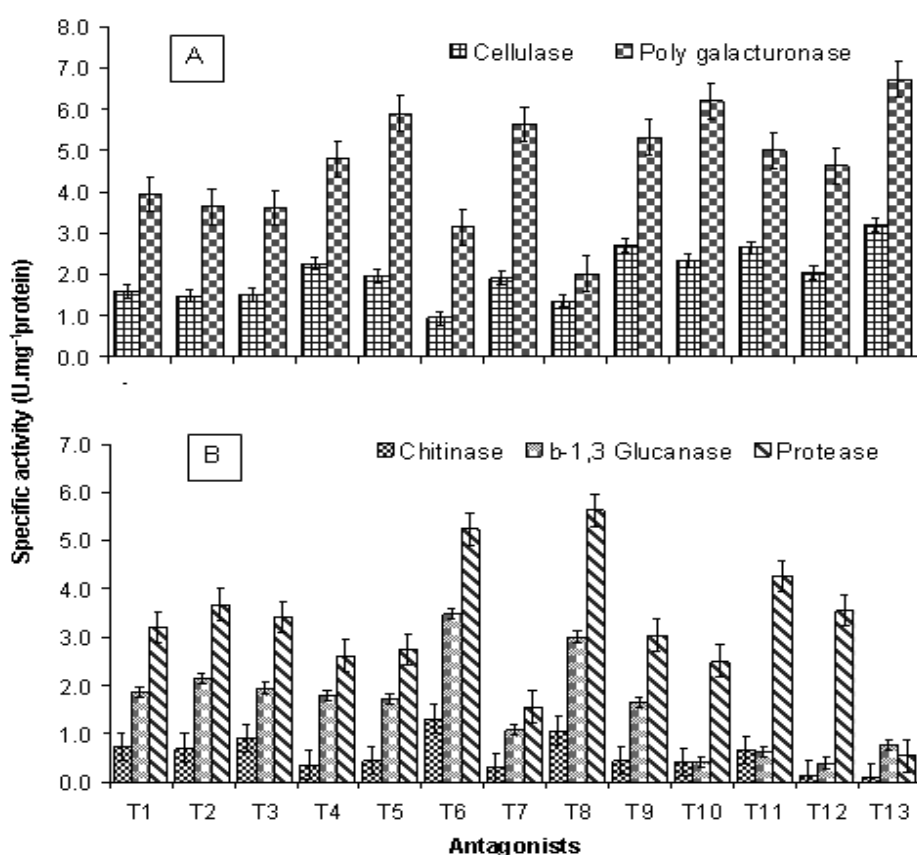 8.0
A
Cellulase Poly galacturonase
7.0
6.0
5.0
4.0
3.0
2.0
1.0
0.0
-
Specific activity (U.mg⁻¹protein)
7.0
B
Chitinase b-1,3 Glucanase Protease
6.0
5.0
4.0
3.0
2.0
1.0
0.0
T1 T2 T3 T4 T5 T6 T7 T8 T9 T10 T11 T12 T13
Antagonists